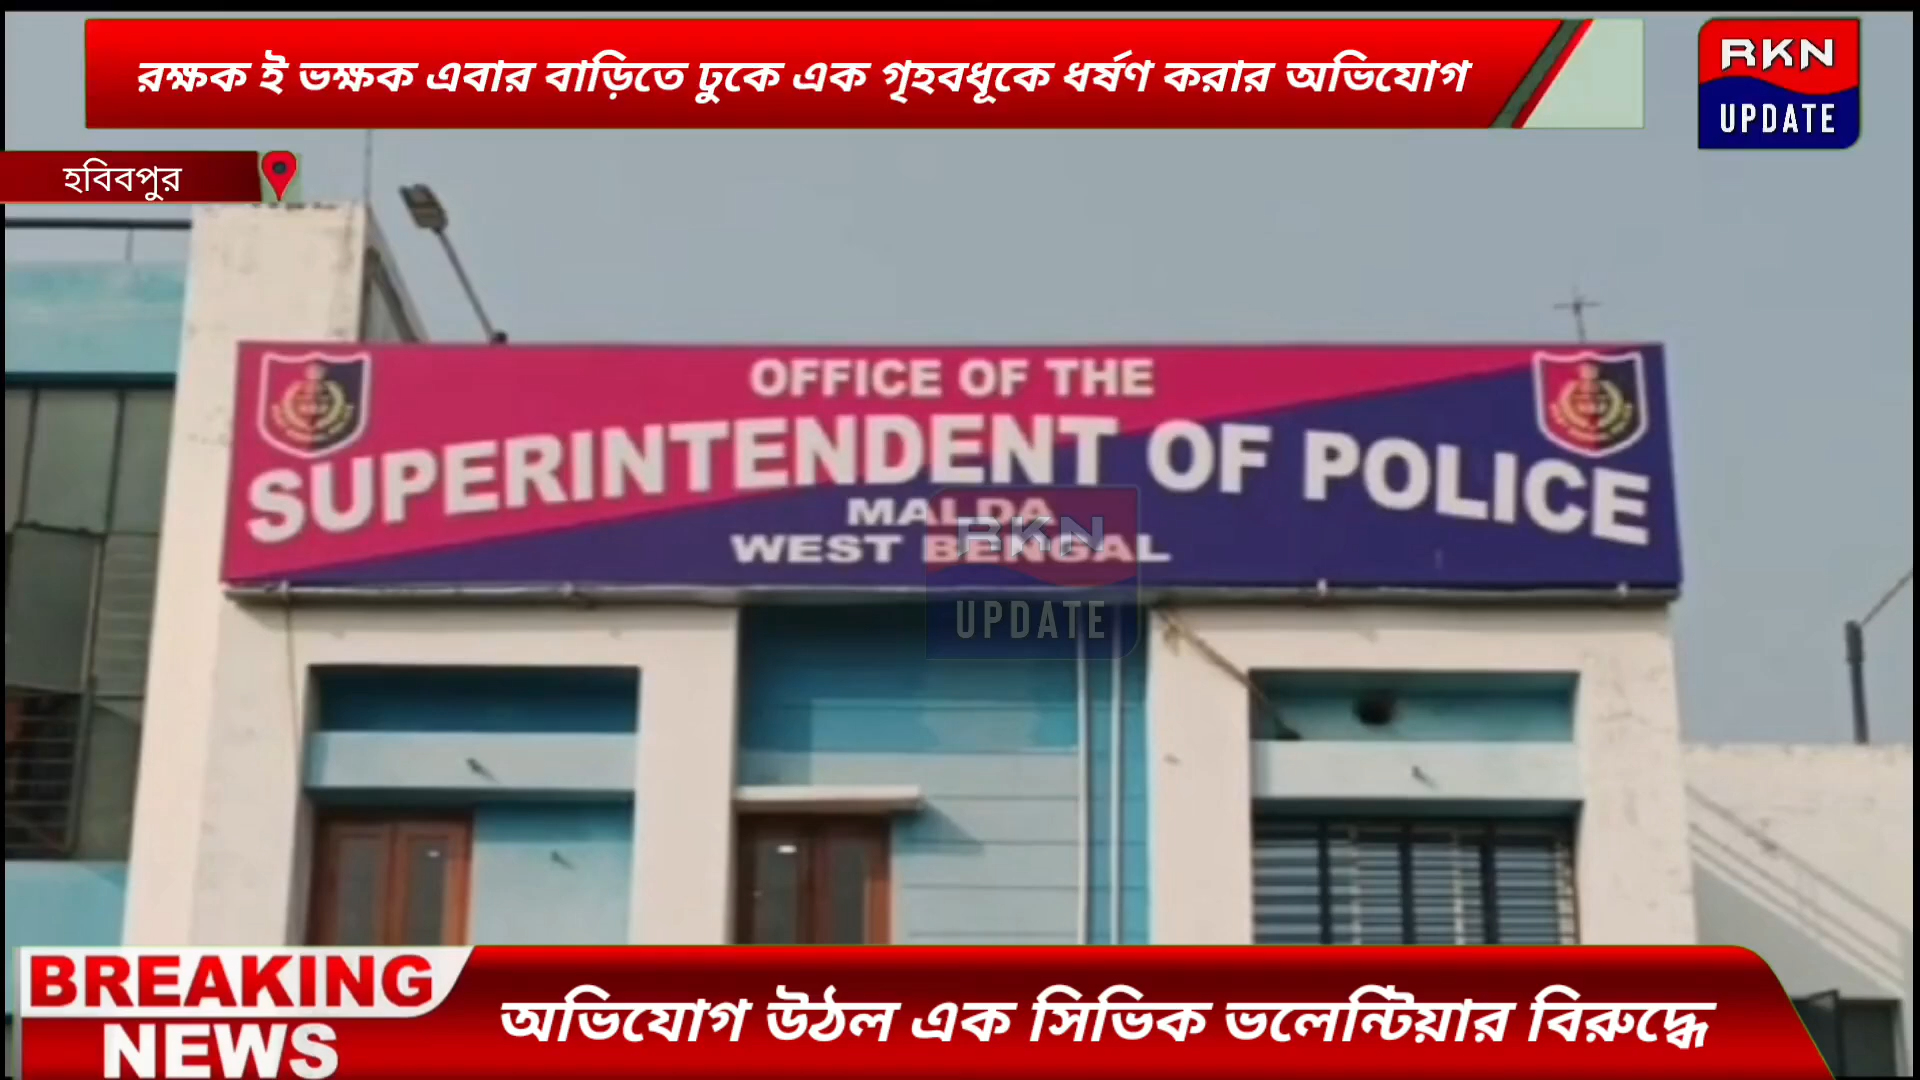 রক্ষক ই ভক্ষক এবার বাড়িতে ঢুকে এক গৃহবধূকে ধর্ষণ করার অভিযোগ
RKN
UPDATE
হবিবপুর
OFFICE OF THE
SUPERINTENDENT OF POLICE
MALDA
WEST BENGAL
RKN
UPDATE
BREAKING
NEWS
অভিযোগ উঠল এক সিভিক ভলেন্টিয়ার বিরুদ্ধে